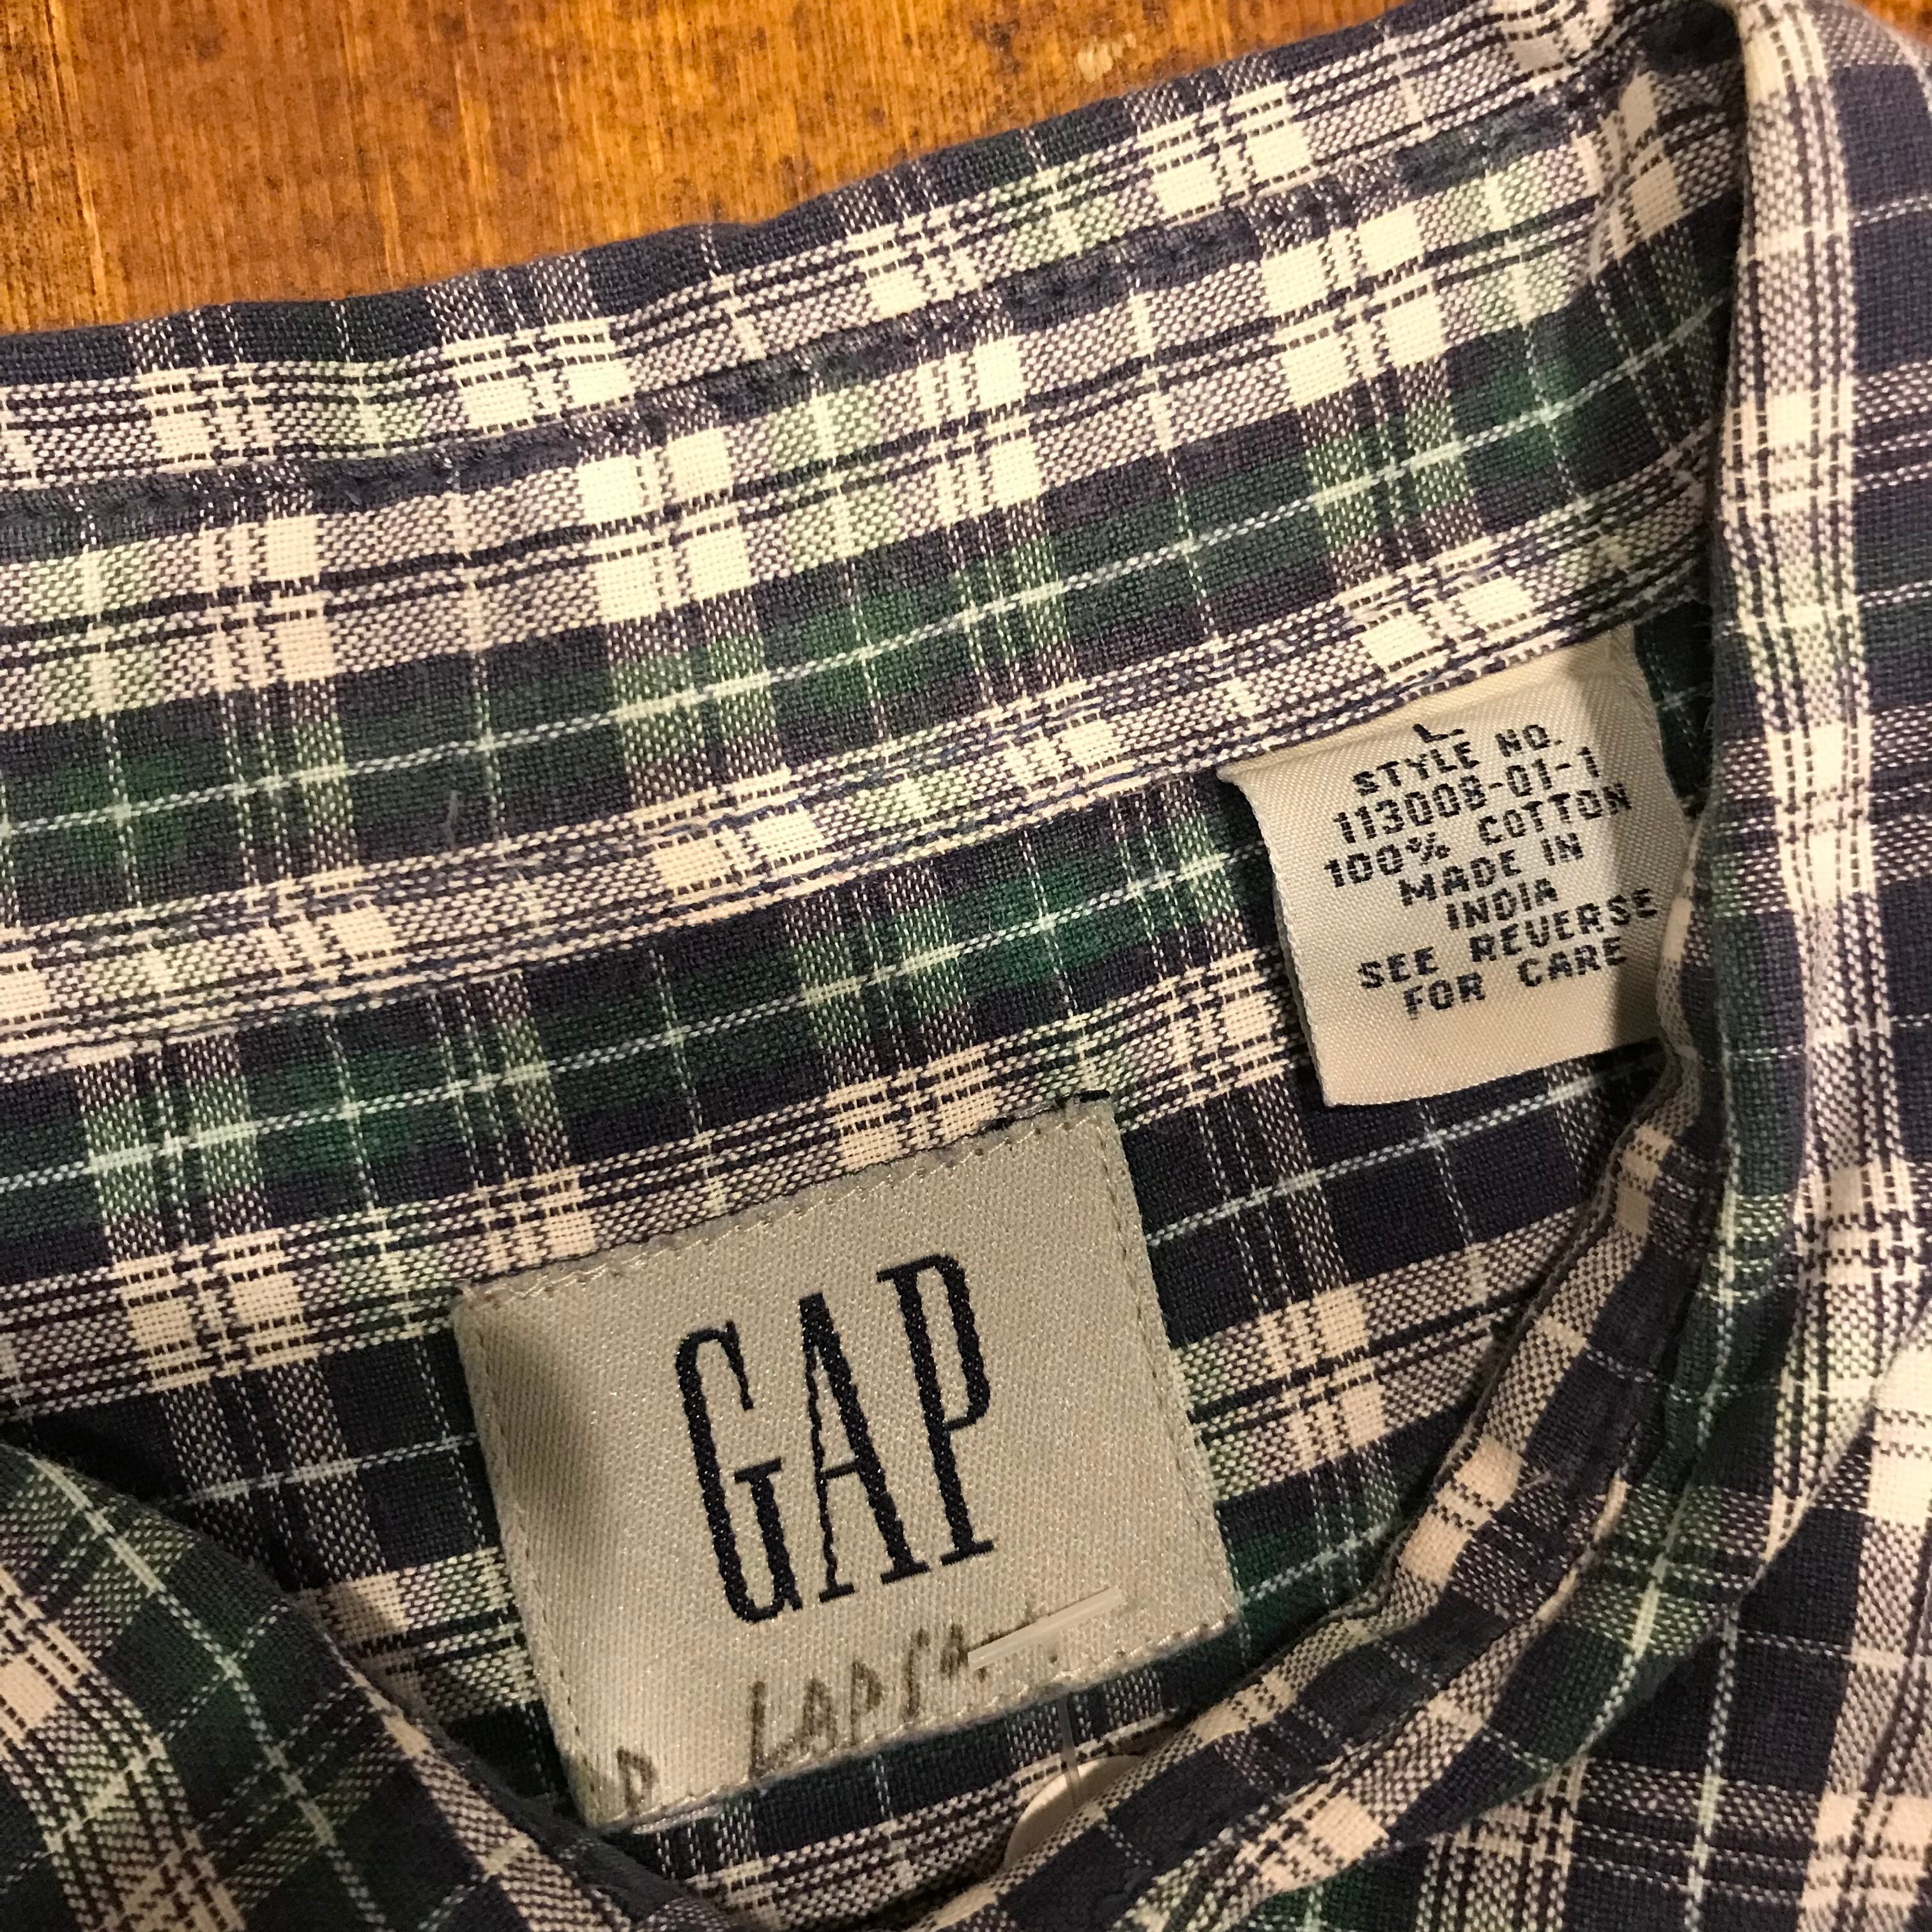 L
STYLE NO.
113008-01-1
100% COTTON
MADE IN
INDIA
SEE REVERSE
FOR CARE
GAP